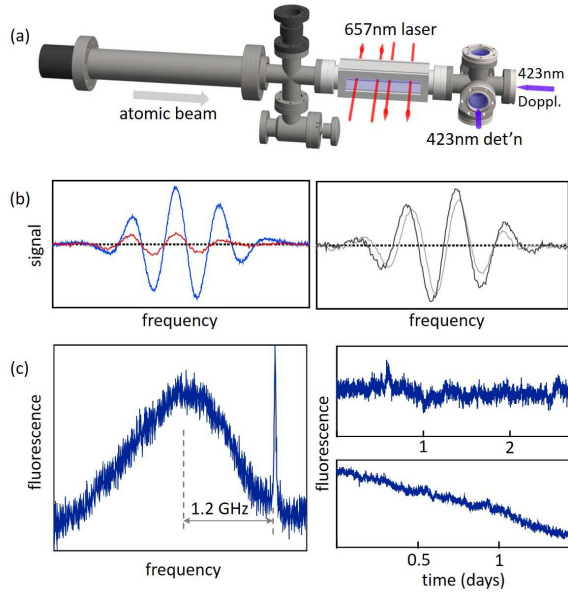 (a)
657nm laser
atomic beam
423nm
Doppl.
423nm det'n
(b)
signal
frequency
frequency
(c)
fluorescence
1.2 GHz
frequency
fluorescence
1
2
0.5
1
time (days)